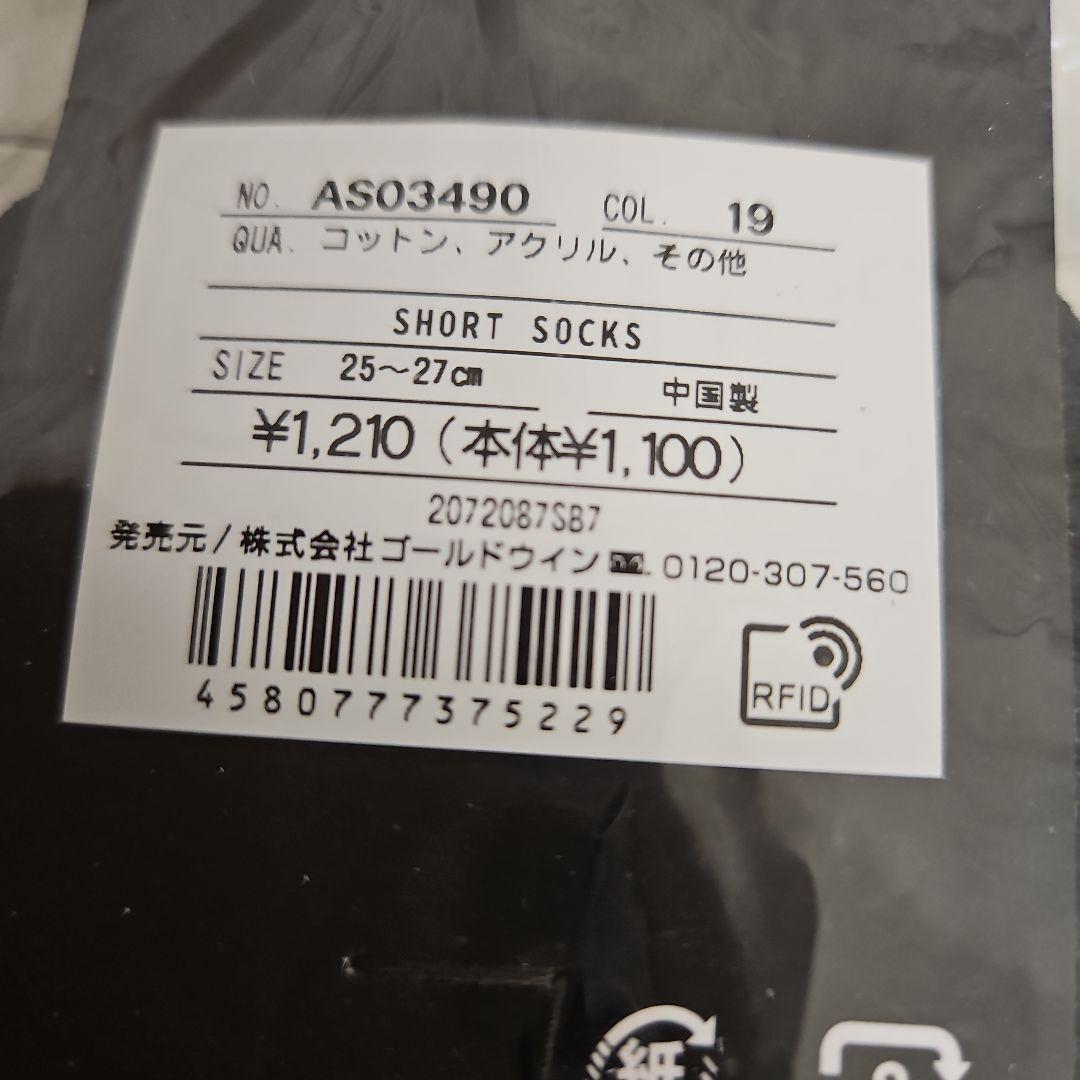 NO. AS03490 COL. 19
QUA. コットン、アクリル、その他
SHORT SOCKS
SIZE 25～27cm 中国製
¥1,210（本体¥1,100）
2072087SB7
発売元/株式会社ゴールドウイン 0120-307-560
4580777375229
RFID